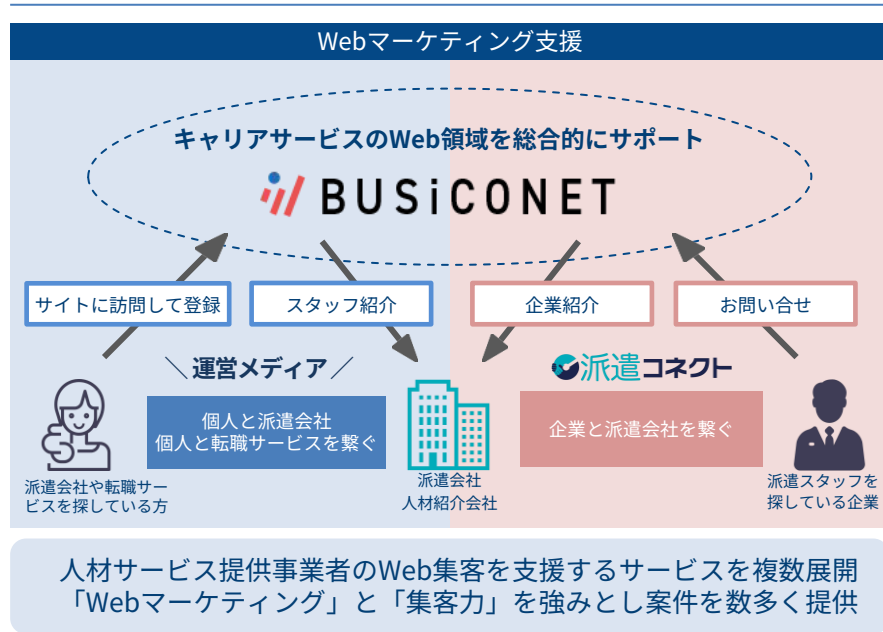 Webマーケティング支援
キャリアサービスのWeb領域を総合的にサポート
BUSiCONET
サイトに訪問して登録
スタッフ紹介
企業紹介
お問い合せ
＼ 運営メディア ／
派遣コネクト
個人と派遣会社
個人と転職サービスを繋ぐ
企業と派遣会社を繋ぐ
派遣会社や転職サー
ビスを探している方
派遣会社
人材紹介会社
派遣スタッフを
探している企業
人材サービス提供事業者のWeb集客を支援するサービスを複数展開
「Webマーケティング」と「集客力」を強みとし案件を数多く提供